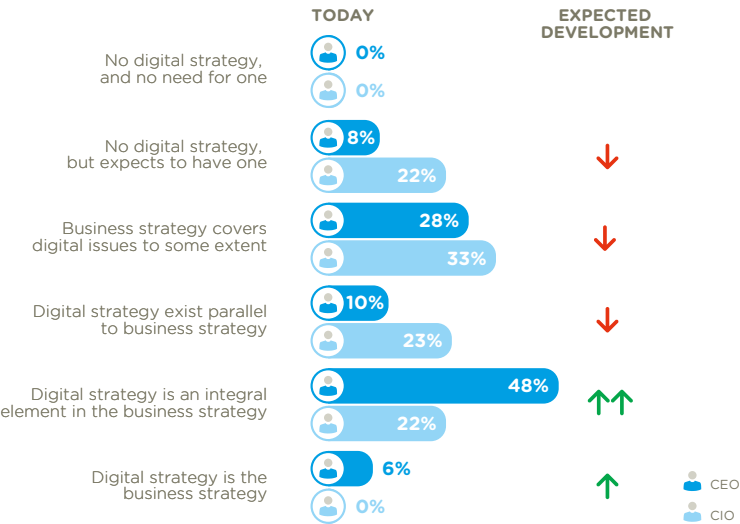 TODAY
EXPECTED
DEVELOPMENT
No digital strategy,
and no need for one
0%
0%
No digital strategy,
but expects to have one
8%
22%
Business strategy covers
digital issues to some extent
28%
33%
Digital strategy exist parallel
to business strategy
10%
23%
Digital strategy is an integral
element in the business strategy
48%
22%
Digital strategy is the
business strategy
6%
0%
CEO
CIO